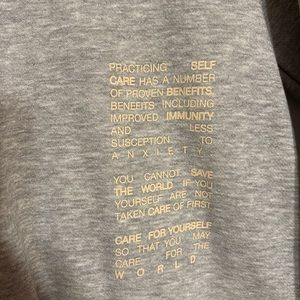 PRACTICING SELF
CARE HAS A NUMBER
OF PROVEN BENEFITS,
BENEFITS INCLUDING
IMPROVED IMMUNITY
AND LESS
SUSCEPTION TO
ANXIETY.
YOU CANNOT SAVE
THE WORLD IF YOU
YOURSELF ARE NOT
TAKEN CARE OF FIRST
CARE FOR YOURSELF
SO THAT YOU MAY
CARE FOR THE
WORLD